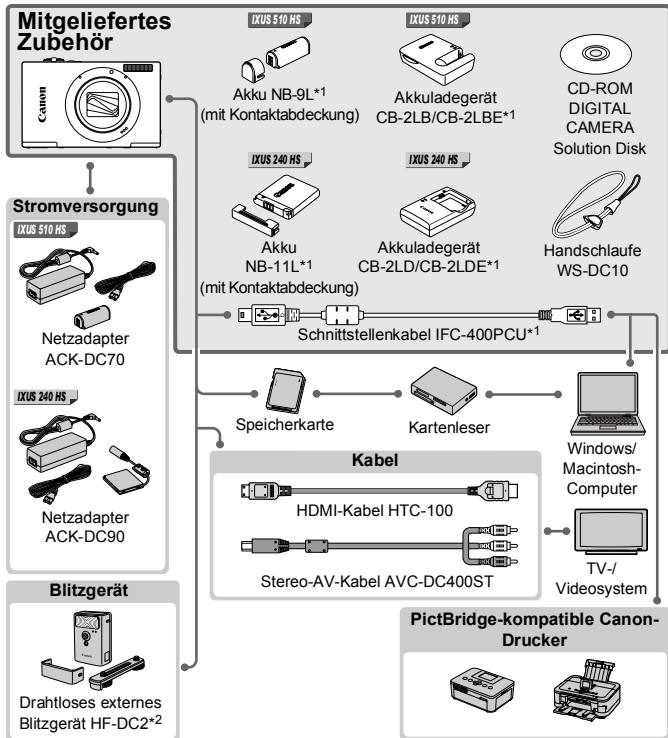 Mitgeliefertes
Zubehör
IXUS 510 HS
IXUS 510 HS
Canon
Akku NB-9L*1
(mit Kontaktabdeckung)
Akkuladegerät
CB-2LB/CB-2LBE*1
CD-ROM
DIGITAL
CAMERA
Solution Disk
IXUS 240 HS
IXUS 240 HS
Canon
Canon
Akku
NB-11L*1
(mit Kontaktabdeckung)
Akkuladegerät
CB-2LD/CB-2LDE*1
Handschlaufe
WS-DC10
Schnittstellenkabel IFC-400PCU*1
Stromversorgung
IXUS 510 HS
Netzadapter
ACK-DC70
IXUS 240 HS
Netzadapter
ACK-DC90
Speicherkarte
Kartenleser
Windows/
Macintosh-
Computer
Kabel
HDMI-Kabel HTC-100
Stereo-AV-Kabel AVC-DC400ST
TV-/
Videosystem
Blitzgerät
Canon
Drahtloses externes
Blitzgerät HF-DC2*2
PictBridge-kompatible Canon-
Drucker